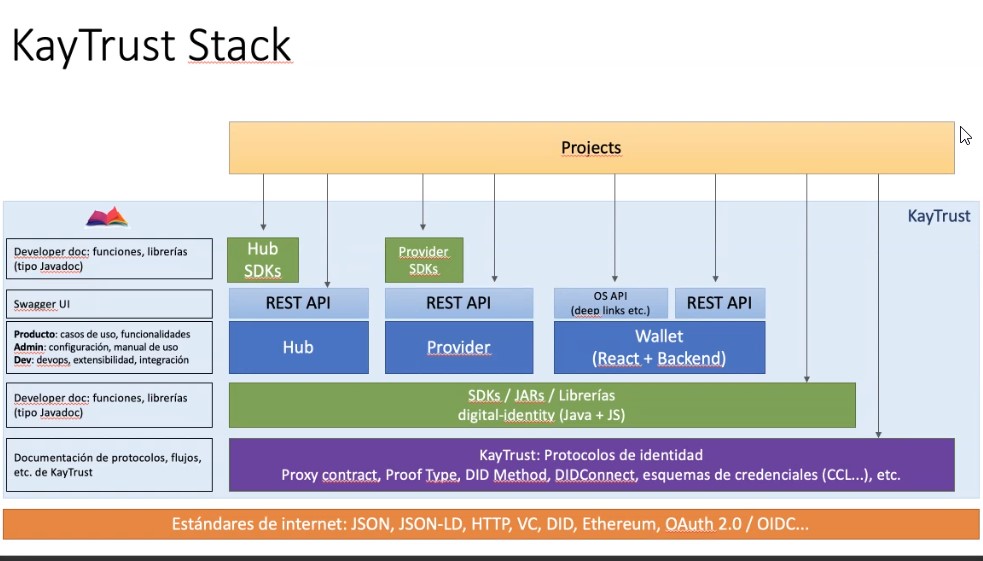 KayTrust Stack
Projects
KayTrust
Developer doc: funciones, librerías
(tipo Javadoc)
Hub
SDKs
Provider
SDKs
Swagger UI
REST API
REST API
OS API
(deep links etc.)
REST API
Producto: casos de uso, funcionalidades
Admin: configuración, manual de uso
Dev: devops, extensibilidad, integración
Hub
Provider
Wallet
(React + Backend)
Developer doc: funciones, librerías
(tipo Javadoc)
SDKs / JARs / Librerías
digital-identity (Java + JS)
Documentación de protocolos, flujos,
etc. de KayTrust
KayTrust: Protocolos de identidad
Proxy contract, Proof Type, DID Method, DIDConnect, esquemas de credenciales (CCL...), etc.
Estándares de internet: JSON, JSON-LD, HTTP, VC, DID, Ethereum, OAuth 2.0 / OIDC...